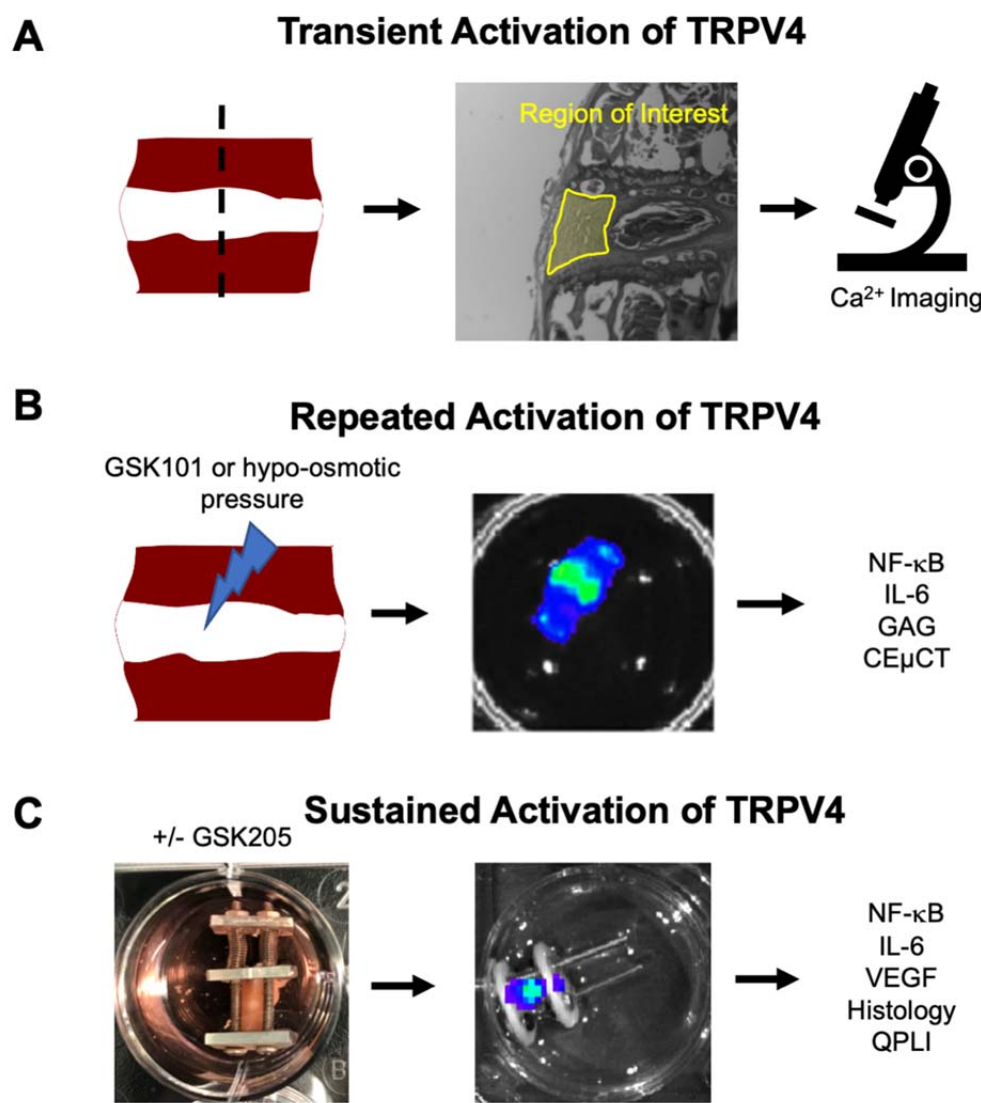 A
Transient Activation of TRPV4
Region of Interest
Ca²⁺ Imaging
B
Repeated Activation of TRPV4
GSK101 or hypo-osmotic
pressure
NF-κB
IL-6
GAG
CEμCT
C
Sustained Activation of TRPV4
+/- GSK205
2
B
NF-κB
IL-6
VEGF
Histology
QPLI